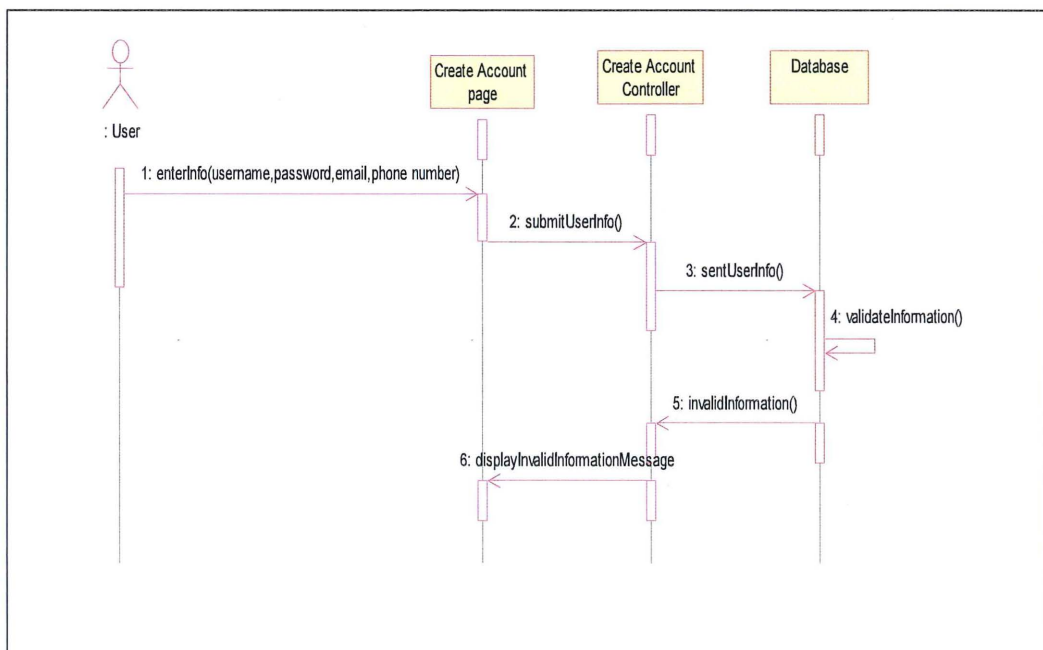 Create Account
page
Create Account
Controller
Database
: User
1: enterInfo(username,password,email,phone number)
2: submitUserInfo()
3: sentUserInfo()
4: validateInformation()
5: invalidInformation()
6: displayInvalidInformationMessage